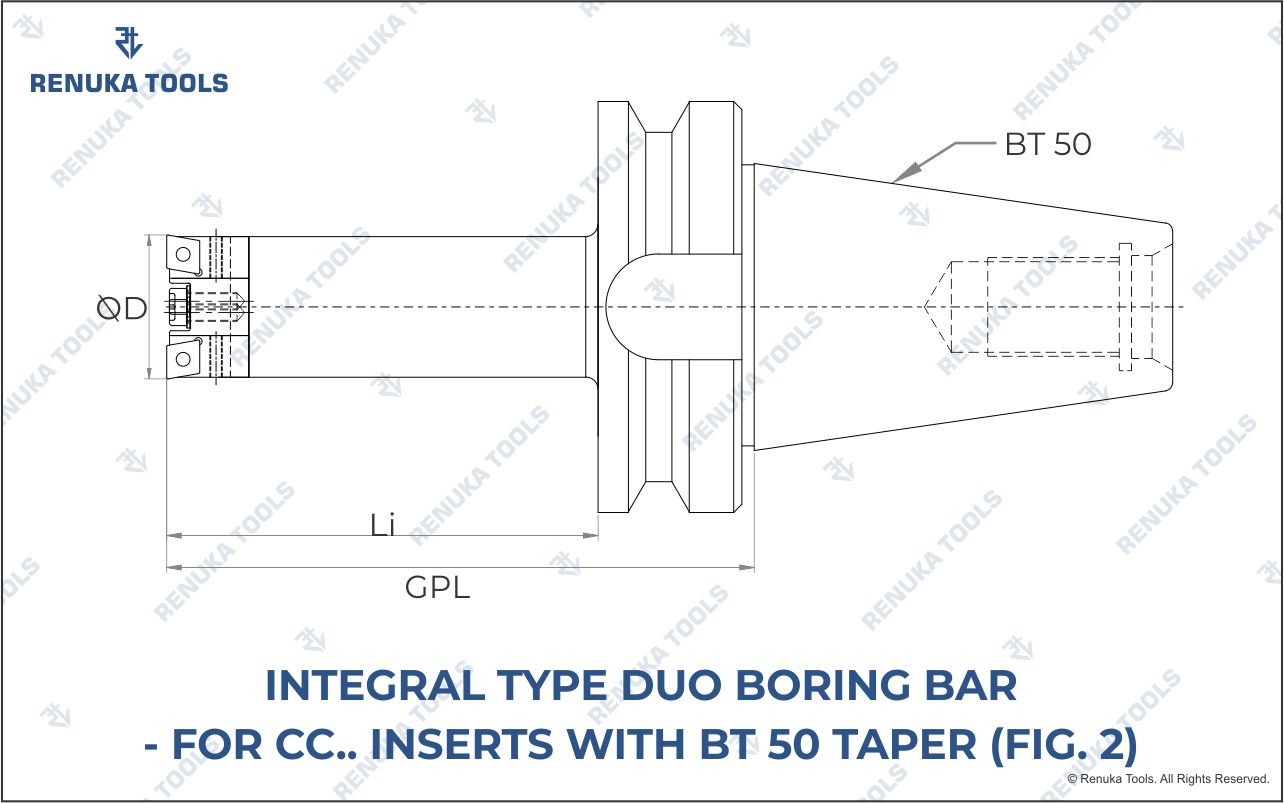 RENUKA TOOLS
BT 50
ØD
Li
GPL
INTEGRAL TYPE DUO BORING BAR
- FOR CC.. INSERTS WITH BT 50 TAPER (FIG. 2)
© Renuka Tools. All Rights Reserved.